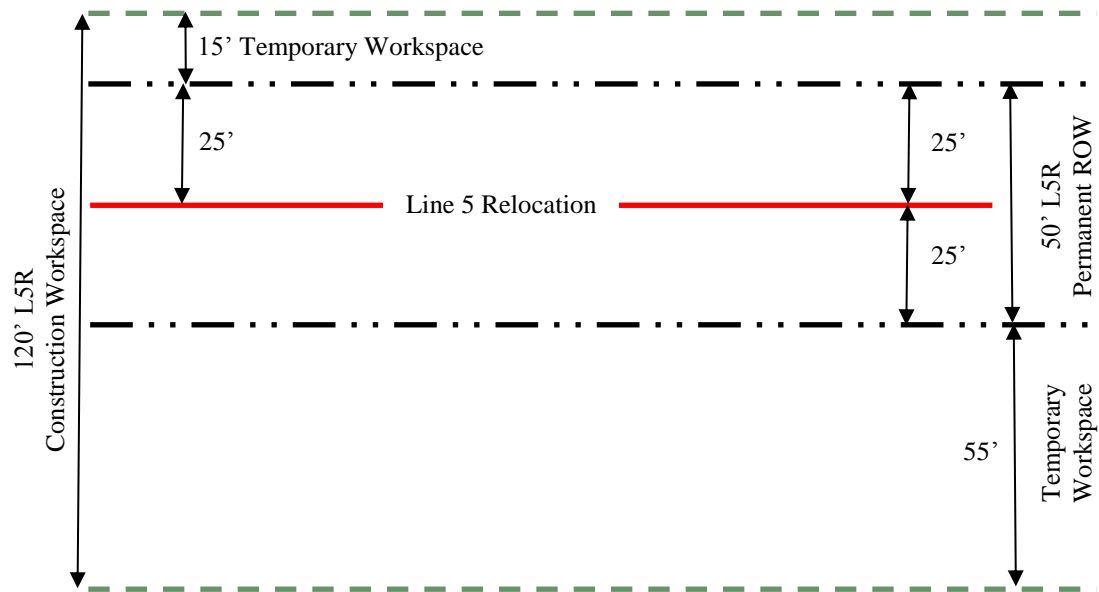 15’ Temporary Workspace
25’
25’
Line 5 Relocation
25’
50’ L5R
Permanent ROW
120’ L5R
Construction Workspace
55’
Temporary
Workspace